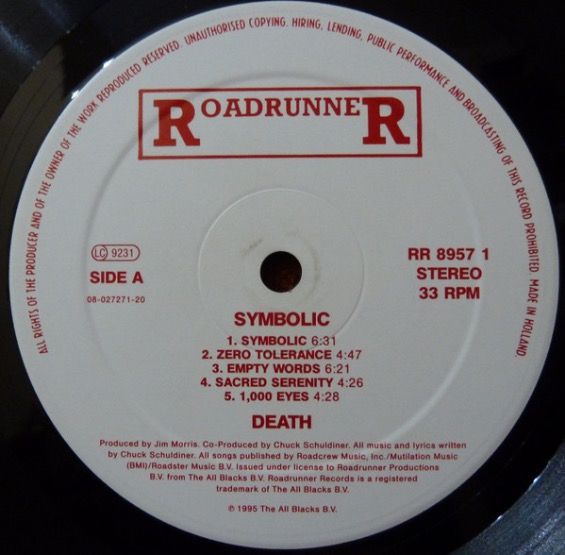 ALL RIGHTS OF THE PRODUCER AND OF THE OWNER OF THE WORK REPRODUCED RESERVED. UNAUTHORISED COPYING, HIRING, LENDING, PUBLIC PERFORMANCE AND BROADCASTING OF THIS RECORD PROHIBITED. MADE IN HOLLAND.
ROADRUNNER
LC 9231
SIDE A
08-027271-20
RR 8957 1
STEREO
33 RPM
SYMBOLIC
1. SYMBOLIC 6:31
2. ZERO TOLERANCE 4:47
3. EMPTY WORDS 6:21
4. SACRED SERENITY 4:26
5. 1,000 EYES 4:28
DEATH
Produced by Jim Morris. Co-Produced by Chuck Schuldiner. All music and lyrics written
by Chuck Schuldiner. All songs published by Roadcrew Music, Inc./Mutilation Music
(BMI)/Roadster Music B.V. Issued under license to Roadrunner Productions
B.V. from The All Blacks B.V. Roadrunner Records is a registered
trademark of The All Blacks B.V.
℗ 1995 The All Blacks B.V.